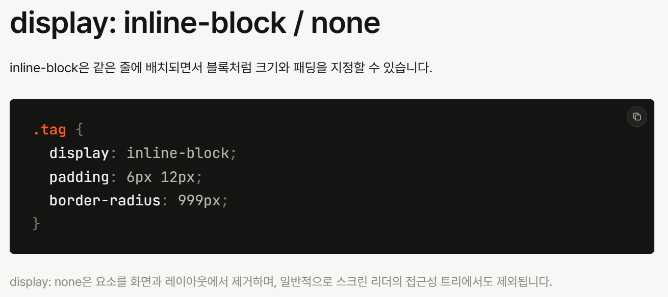 display: inline-block / none
inline-block은 같은 줄에 배치되면서 블록처럼 크기와 패딩을 지정할 수 있습니다.
.tag {
  display: inline-block;
  padding: 6px 12px;
  border-radius: 999px;
}
display: none은 요소를 화면과 레이아웃에서 제거하며, 일반적으로 스크린 리더의 접근성 트리에서도 제외됩니다.